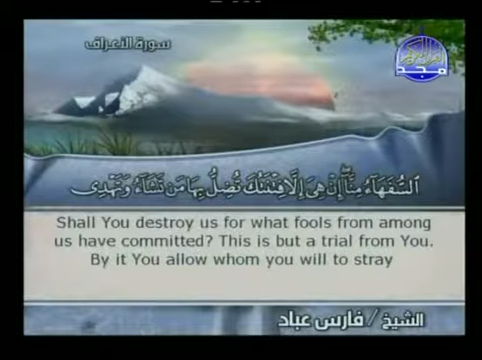 سورة الأعراف
مجد
السُّفَهَاءُ مِنَّا إِنْ هِىَ إِلَّا فِتْنَتُكَ تُضِلُّ بِهَا مَن تَشَاءُ وَتَهْدِى
Shall You destroy us for what fools from among
us have committed? This is but a trial from You.
By it You allow whom you will to stray
الشيخ / فارس عباد